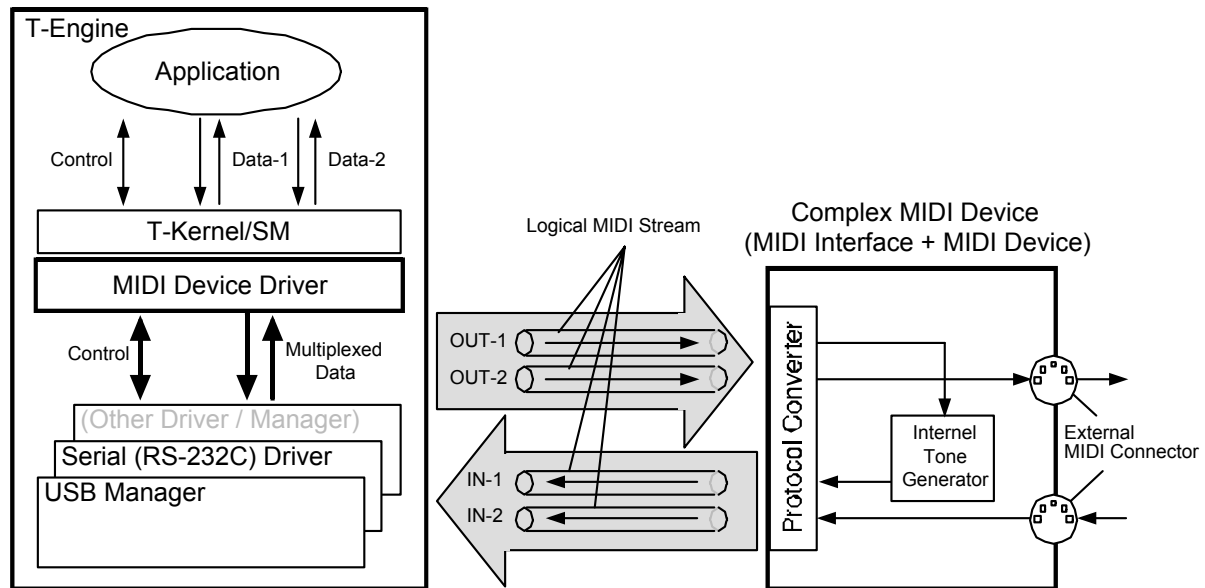 T-Engine
Application
Control
Data-1
Data-2
T-Kernel/SM
MIDI Device Driver
Control
Multiplexed
Data
(Other Driver / Manager)
Serial (RS-232C) Driver
USB Manager
Logical MIDI Stream
OUT-1
OUT-2
IN-1
IN-2
Complex MIDI Device
(MIDI Interface + MIDI Device)
Protocol Converter
Internel
Tone
Generator
External
MIDI Connector